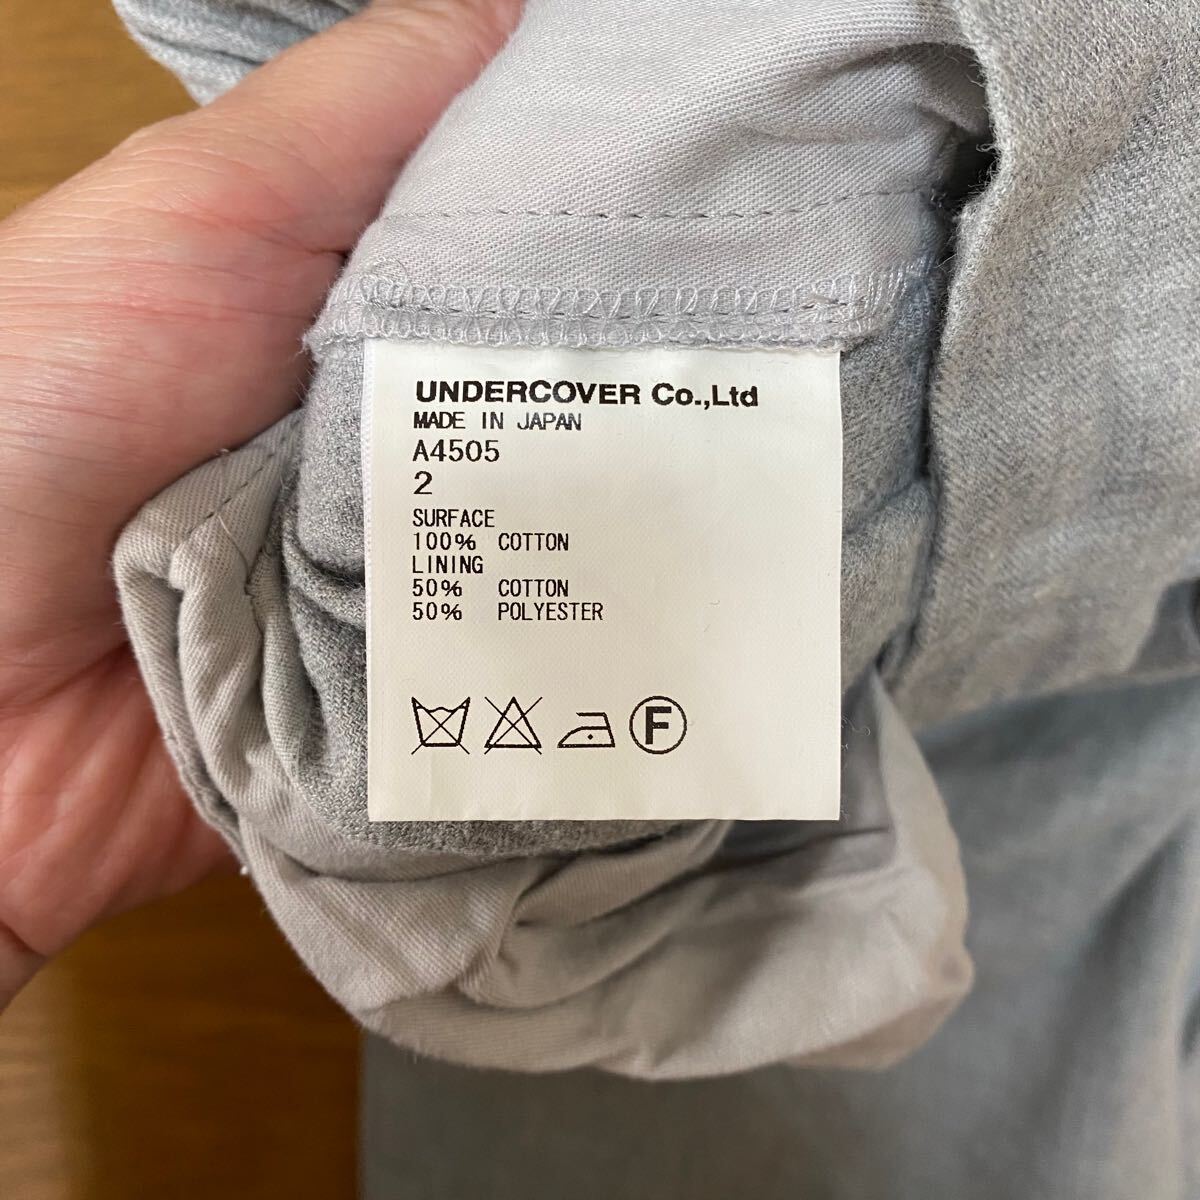 UNDERCOVER Co.,Ltd
MADE IN JAPAN
A4505
2
SURFACE
100% COTTON
LINING
50% COTTON
50% POLYESTER
F